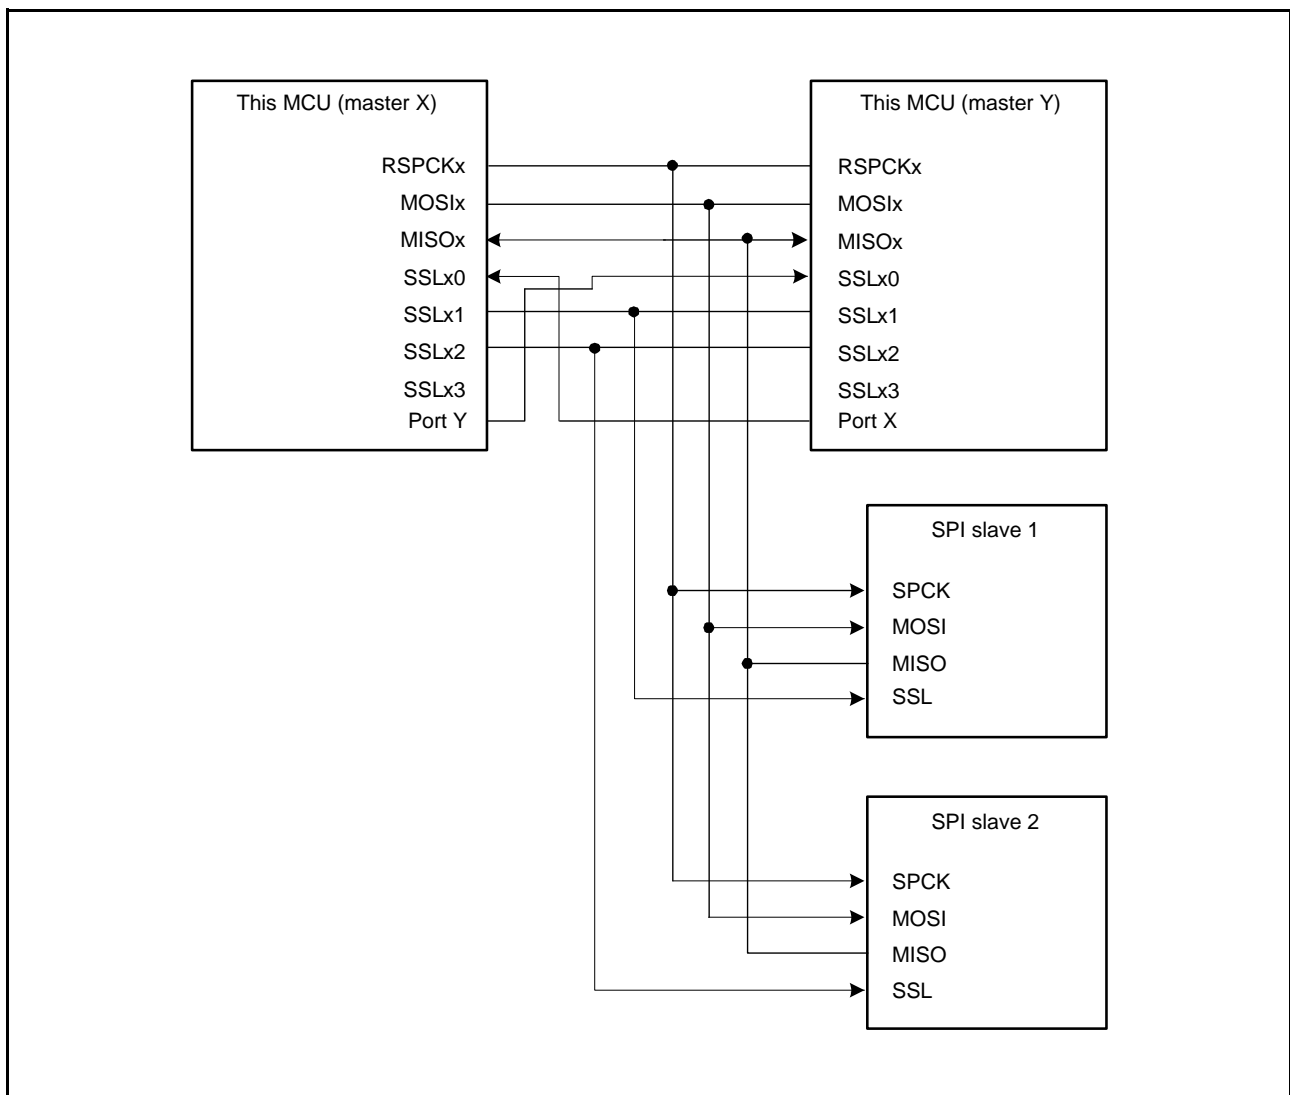 This MCU (master X)
RSPCKx
MOSIx
MISOx
SSLx0
SSLx1
SSLx2
SSLx3
Port Y
This MCU (master Y)
RSPCKx
MOSIx
MISOx
SSLx0
SSLx1
SSLx2
SSLx3
Port X
SPI slave 1
SPCK
MOSI
MISO
SSL
SPI slave 2
SPCK
MOSI
MISO
SSL